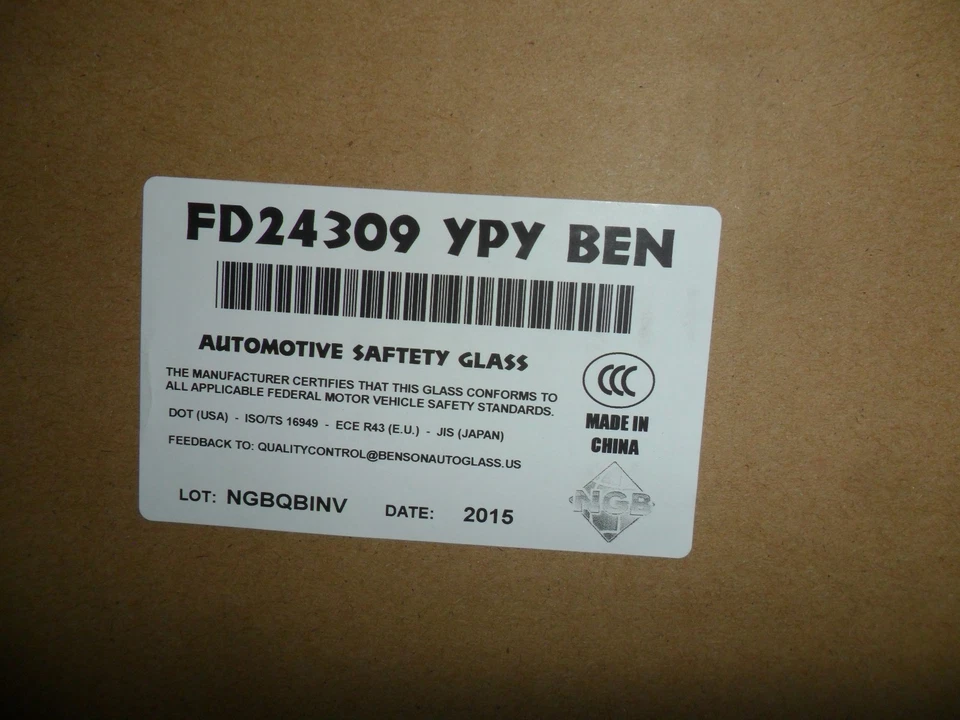 FD24309 YPY BEN
AUTOMOTIVE SAFTETY GLASS
THE MANUFACTURER CERTIFIES THAT THIS GLASS CONFORMS TO
ALL APPLICABLE FEDERAL MOTOR VEHICLE SAFETY STANDARDS.
DOT (USA) - ISO/TS 16949 - ECE R43 (E.U.) - JIS (JAPAN)
FEEDBACK TO: QUALITYCONTROL@BENSONAUTOGLASS.US
LOT: NGBQBINV DATE: 2015
CCC
MADE IN
CHINA
NGB